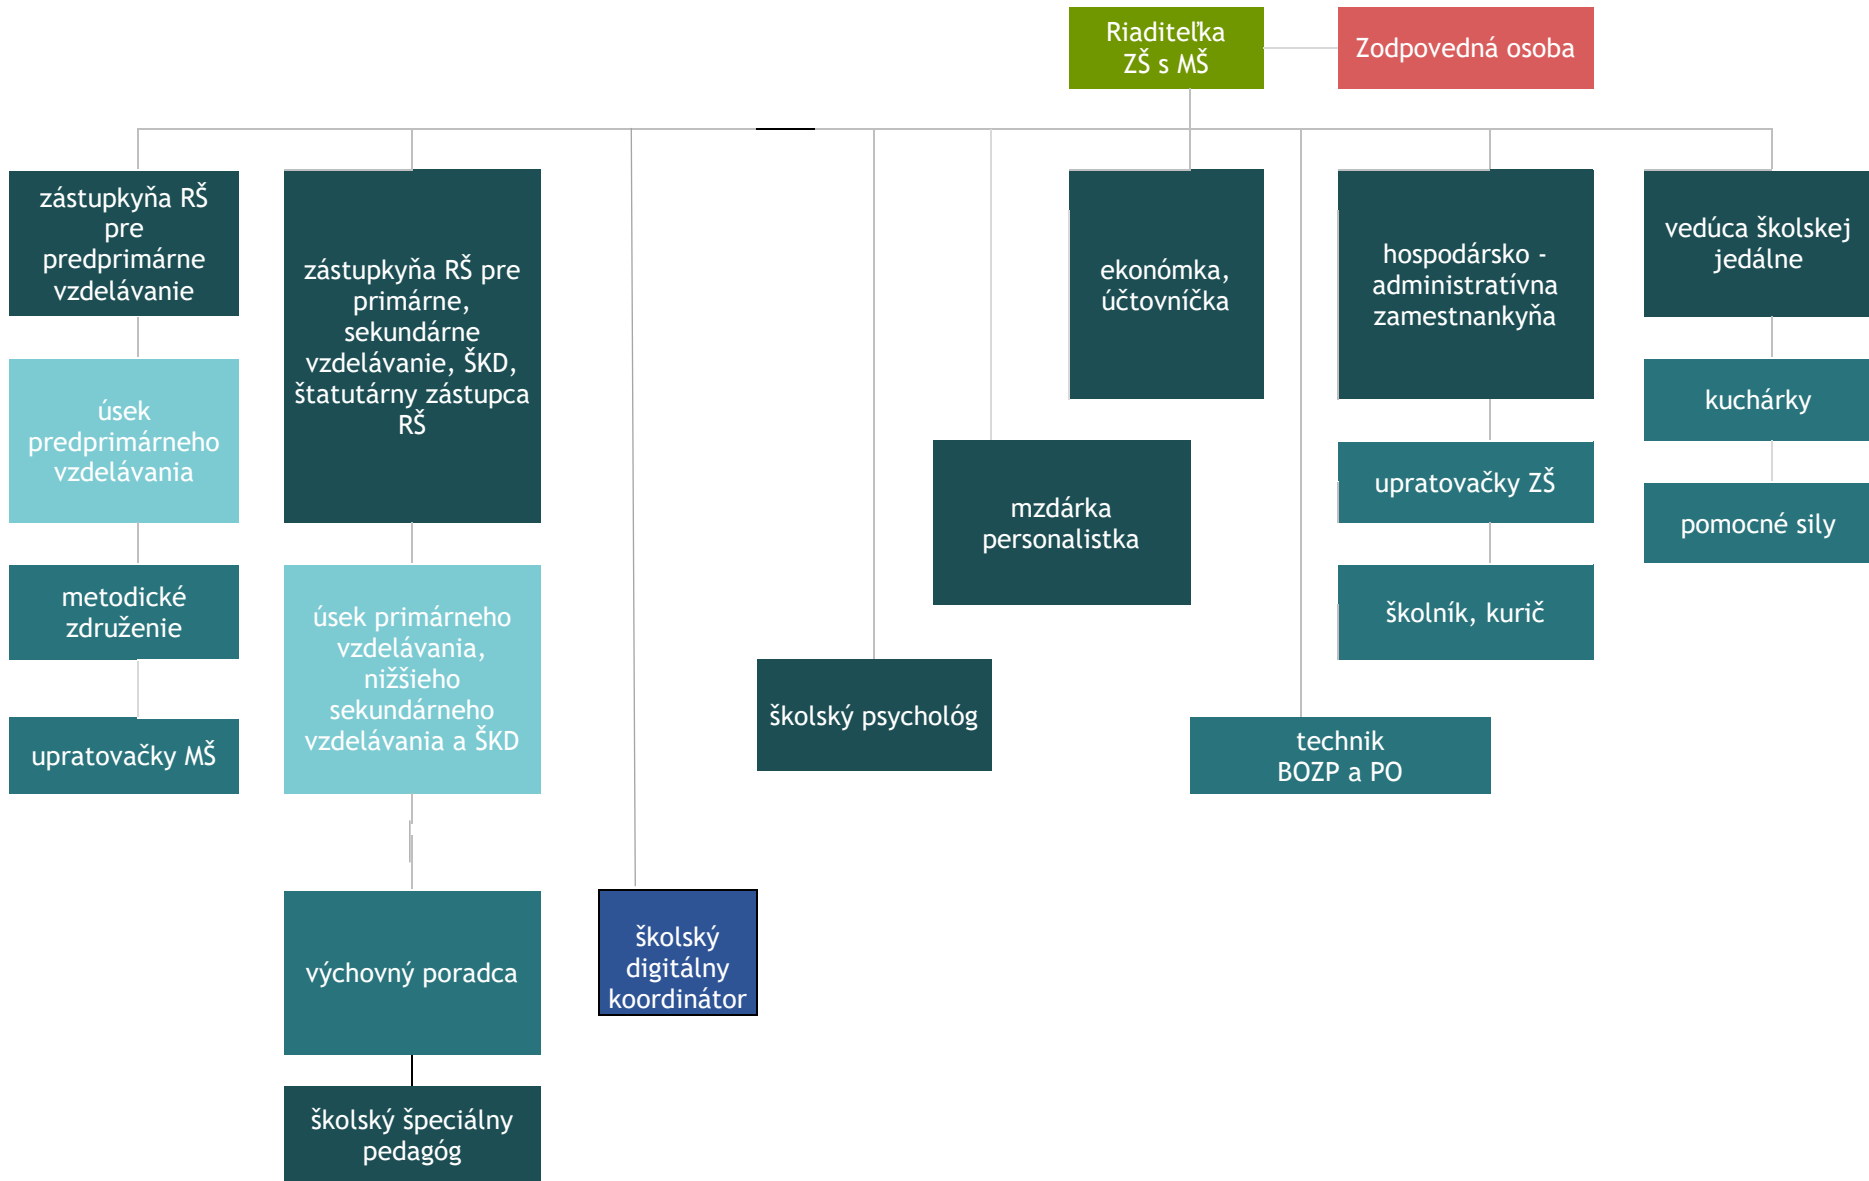 Riaditeľka
ZŠ s MŠ
Zodpovedná osoba
zástupkyňa RŠ
pre
predprimárne
vzdelávanie
zástupkyňa RŠ pre
primárne,
sekundárne
vzdelávanie, ŠKD,
štatutárny zástupca
RŠ
ekonómka,
účtovníčka
hospodársko -
administratívna
zamestnankyňa
vedúca školskej
jedálne
úsek
predprimárneho
vzdelávania
kuchárky
mzdárka
personalistka
upratovačky ZŠ
pomocné sily
metodické
združenie
úsek primárneho
vzdelávania,
nižšieho
sekundárneho
vzdelávania a ŠKD
školník, kurič
školský psychológ
upratovačky MŠ
technik
BOZP a PO
výchovný poradca
školský
digitálny
koordinátor
školský špeciálny
pedagóg